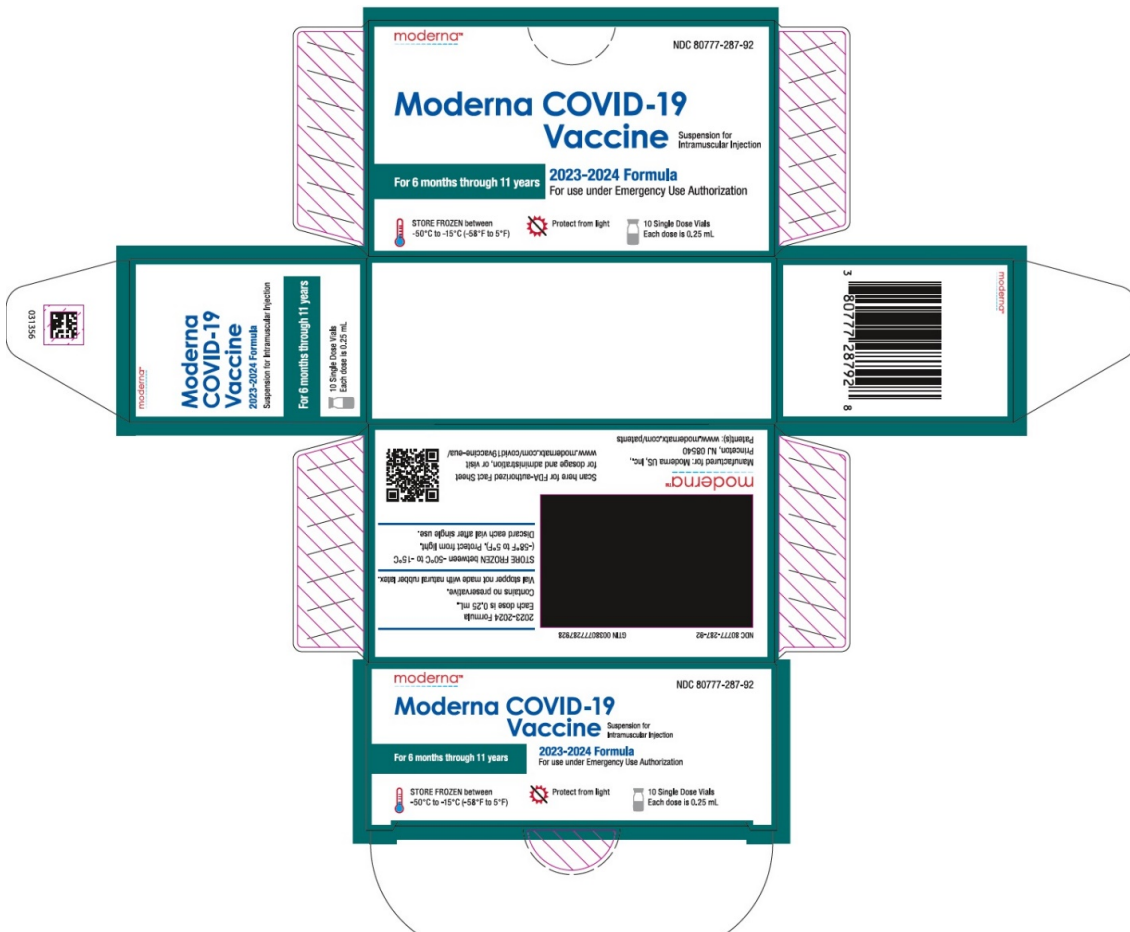 moderna™
NDC 80777-287-92
Moderna COVID-19
Vaccine
Suspension for
Intramuscular Injection
For 6 months through 11 years
2023-2024 Formula
For use under Emergency Use Authorization
STORE FROZEN between
-50°C to -15°C (-58°F to 5°F)
Protect from light
10 Single Dose Vials
Each dose is 0.25 mL
031356
moderna™
Moderna
COVID-19
Vaccine
2023-2024 Formula
Suspension for Intramuscular Injection
For 6 months through 11 years
10 Single Dose Vials
Each dose is 0.25 mL
3 80777 28792 8
moderna™
NDC 80777-287-92
GTIN 00380777287928
2023-2024 Formula
Each dose is 0.25 mL.
Contains no preservative.
Vial stopper not made with natural rubber latex.
STORE FROZEN between -50°C to -15°C
(-58°F to 5°F). Protect from light.
Discard each vial after single use.
Scan here for FDA-authorized Fact Sheet
for dosage and administration, or visit
www.modernatx.com/covid19vaccine-eua/
moderna™
Manufactured for: Moderna US, Inc.,
Princeton, NJ 08540
Patent(s): www.modernatx.com/patents
moderna™
NDC 80777-287-92
Moderna COVID-19
Vaccine
Suspension for
Intramuscular Injection
For 6 months through 11 years
2023-2024 Formula
For use under Emergency Use Authorization
STORE FROZEN between
-50°C to -15°C (-58°F to 5°F)
Protect from light
10 Single Dose Vials
Each dose is 0.25 mL